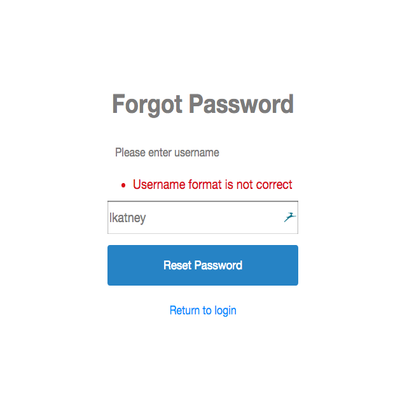 Forgot Password
Please enter username
Username format is not correct
lkatney
Reset Password
Return to login